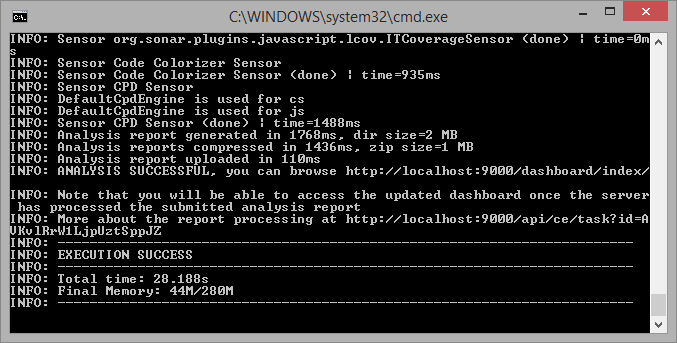 C:\WINDOWS\system32\cmd.exe
INFO: Sensor org.sonar.plugins.javascript.lcov.ITCoverageSensor (done) | time=0m
s
INFO: Sensor Code Colorizer Sensor
INFO: Sensor Code Colorizer Sensor (done) | time=935ms
INFO: Sensor CPD Sensor
INFO: DefaultCpdEngine is used for cs
INFO: DefaultCpdEngine is used for js
INFO: Sensor CPD Sensor (done) | time=1488ms
INFO: Analysis report generated in 1768ms, dir size=2 MB
INFO: Analysis reports compressed in 1436ms, zip size=1 MB
INFO: Analysis report uploaded in 110ms
INFO: ANALYSIS SUCCESSFUL, you can browse http://localhost:9000/dashboard/index/
INFO: Note that you will be able to access the updated dashboard once the server
has processed the submitted analysis report
INFO: More about the report processing at http://localhost:9000/api/ce/task?id=A
VKvlRrW1LjpUztSppJZ
INFO: ------------------------------------------------------------------------
INFO: EXECUTION SUCCESS
INFO: ------------------------------------------------------------------------
INFO: Total time: 28.188s
INFO: Final Memory: 44M/280M
INFO: ------------------------------------------------------------------------